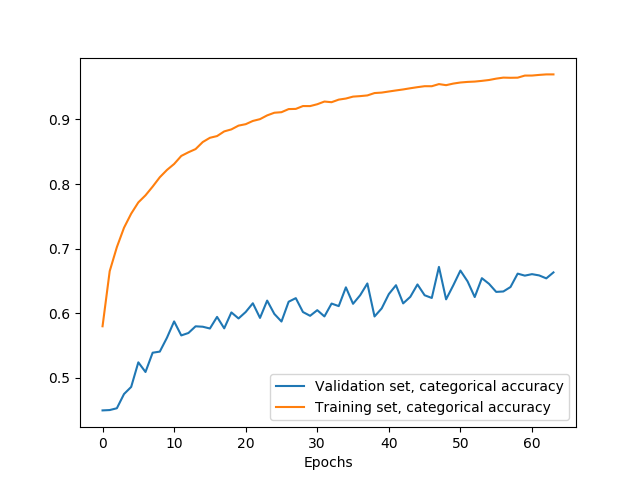 0.9
0.8
0.7
0.6
0.5
Validation set, categorical accuracy
Training set, categorical accuracy
0 10 20 30 40 50 60
Epochs